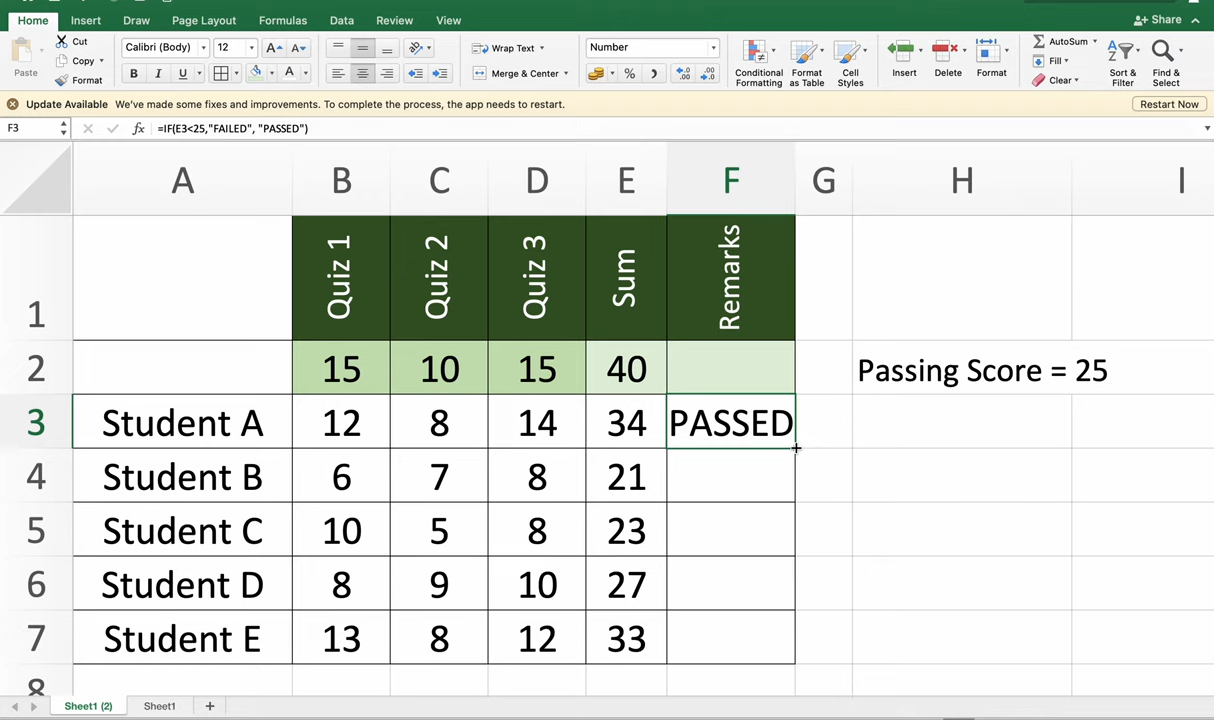 Home Insert Draw Page Layout Formulas Data Review View Share
Paste
Cut
Copy
Format
Calibri (Body) 12 A A
B I U A
Wrap Text
Merge & Center
Number
%
Conditional Formatting
Format as Table
Cell Styles
Insert
Delete
Format
AutoSum
Fill
Clear
Sort & Filter
Find & Select
Update Available We've made some fixes and improvements. To complete the process, the app needs to restart. Restart Now
F3 fx =IF(E3<25,"FAILED", "PASSED")
A B C D E F G H I
1 Quiz 1 Quiz 2 Quiz 3 Sum Remarks
2 15 10 15 40 Passing Score = 25
3 Student A 12 8 14 34 PASSED
4 Student B 6 7 8 21
5 Student C 10 5 8 23
6 Student D 8 9 10 27
7 Student E 13 8 12 33
8
Sheet1 (2) Sheet1 +